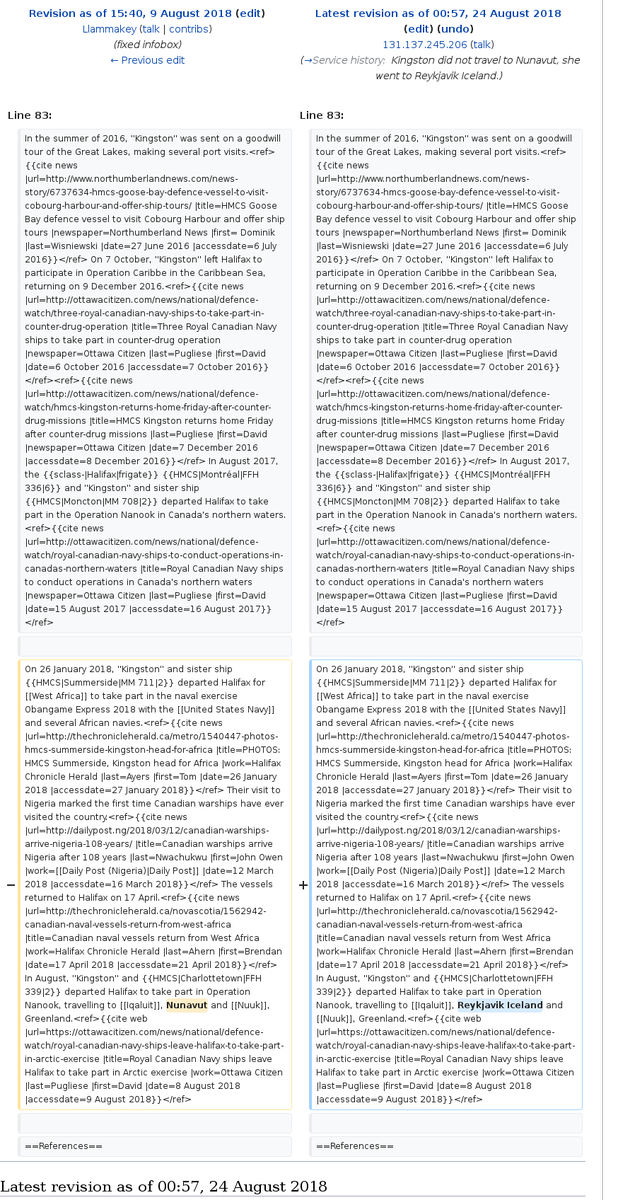 Revision as of 15:40, 9 August 2018 (edit)
Llammakey (talk | contribs)
(fixed infobox)
← Previous edit
Latest revision as of 00:57, 24 August 2018
(edit) (undo)
131.137.245.206 (talk)
(→Service history: Kingston did not travel to Nunavut, she
went to Reykjavik Iceland.)
Line 83:
In the summer of 2016, ''Kingston'' was sent on a goodwill
tour of the Great Lakes, making several port visits.<ref>
{{cite news
|url=http://www.northumberlandnews.com/news-
story/6737634-hmcs-goose-bay-defence-vessel-to-visit-
cobourg-harbour-and-offer-ship-tours/ |title=HMCS Goose
Bay defence vessel to visit Cobourg Harbour and offer ship
tours |newspaper=Northumberland News |first= Dominik
|last=Wisniewski |date=27 June 2016 |accessdate=6 July
2016}}</ref> On 7 October, ''Kingston'' left Halifax to
participate in Operation Caribbe in the Caribbean Sea,
returning on 9 December 2016.<ref>{{cite news
|url=http://ottawacitizen.com/news/national/defence-
watch/three-royal-canadian-navy-ships-to-take-part-in-
counter-drug-operation |title=Three Royal Canadian Navy
ships to take part in counter-drug operation
|newspaper=Ottawa Citizen |last=Pugliese |first=David
|date=6 October 2016 |accessdate=7 October 2016}}
</ref><ref>{{cite news
|url=http://ottawacitizen.com/news/national/defence-
watch/hmcs-kingston-returns-home-friday-after-counter-
drug-missions |title=HMCS Kingston returns home Friday
after counter-drug missions |last=Pugliese |first=David
|newspaper=Ottawa Citizen |date=7 December 2016
|accessdate=8 December 2016}}</ref> In August 2017,
the {{sclass-|Halifax|frigate}} {{HMCS|Montréal|FFH
336|6}} and ''Kingston'' and sister ship
{{HMCS|Moncton|MM 708|2}} departed Halifax to take
part in the Operation Nanook in Canada's northern waters.
<ref>{{cite news
|url=http://ottawacitizen.com/news/national/defence-
watch/royal-canadian-navy-ships-to-conduct-operations-in-
canadas-northern-waters |title=Royal Canadian Navy ships
to conduct operations in Canada's northern waters
|newspaper=Ottawa Citizen |last=Pugliese |first=David
|date=15 August 2017 |accessdate=16 August 2017}}
</ref>
− On 26 January 2018, ''Kingston'' and sister ship
{{HMCS|Summerside|MM 711|2}} departed Halifax for
[[West Africa]] to take part in the naval exercise
Obangame Express 2018 with the [[United States Navy]]
and several African navies.<ref>{{cite news
|url=http://thechronicleherald.ca/metro/1540447-photos-
hmcs-summerside-kingston-head-for-africa |title=PHOTOS:
HMCS Summerside, Kingston head for Africa |work=Halifax
Chronicle Herald |last=Ayers |first=Tom |date=26 January
2018 |accessdate=27 January 2018}}</ref> Their visit to
Nigeria marked the first time Canadian warships have ever
visited the country.<ref>{{cite news
|url=http://dailypost.ng/2018/03/12/canadian-warships-
arrive-nigeria-108-years/ |title=Canadian warships arrive
Nigeria after 108 years |last=Nwachukwu |first=John Owen
|work=[[Daily Post (Nigeria)|Daily Post]] |date=12 March
2018 |accessdate=16 March 2018}}</ref> The vessels
returned to Halifax on 17 April.<ref>{{cite news
|url=http://thechronicleherald.ca/novascotia/1562942-
canadian-naval-vessels-return-from-west-africa
|title=Canadian naval vessels return from West Africa
|work=Halifax Chronicle Herald |last=Ahern |first=Brendan
|date=17 April 2018 |accessdate=21 April 2018}}</ref>
In August, ''Kingston'' and {{HMCS|Charlottetown|FFH
339|2}} departed Halifax to take part in Operation
Nanook, travelling to [[Iqaluit]], Nunavut and [[Nuuk]],
Greenland.<ref>{{cite web
|url=https://ottawacitizen.com/news/national/defence-
watch/royal-canadian-navy-ships-leave-halifax-to-take-part-
in-arctic-exercise |title=Royal Canadian Navy ships leave
Halifax to take part in Arctic exercise |work=Ottawa Citizen
|last=Pugliese |first=David |date=8 August 2018
|accessdate=9 August 2018}}</ref>
==References==
Line 83:
In the summer of 2016, ''Kingston'' was sent on a goodwill
tour of the Great Lakes, making several port visits.<ref>
{{cite news
|url=http://www.northumberlandnews.com/news-
story/6737634-hmcs-goose-bay-defence-vessel-to-visit-
cobourg-harbour-and-offer-ship-tours/ |title=HMCS Goose
Bay defence vessel to visit Cobourg Harbour and offer ship
tours |newspaper=Northumberland News |first= Dominik
|last=Wisniewski |date=27 June 2016 |accessdate=6 July
2016}}</ref> On 7 October, ''Kingston'' left Halifax to
participate in Operation Caribbe in the Caribbean Sea,
returning on 9 December 2016.<ref>{{cite news
|url=http://ottawacitizen.com/news/national/defence-
watch/three-royal-canadian-navy-ships-to-take-part-in-
counter-drug-operation |title=Three Royal Canadian Navy
ships to take part in counter-drug operation
|newspaper=Ottawa Citizen |last=Pugliese |first=David
|date=6 October 2016 |accessdate=7 October 2016}}
</ref><ref>{{cite news
|url=http://ottawacitizen.com/news/national/defence-
watch/hmcs-kingston-returns-home-friday-after-counter-
drug-missions |title=HMCS Kingston returns home Friday
after counter-drug missions |last=Pugliese |first=David
|newspaper=Ottawa Citizen |date=7 December 2016
|accessdate=8 December 2016}}</ref> In August 2017,
the {{sclass-|Halifax|frigate}} {{HMCS|Montréal|FFH
336|6}} and ''Kingston'' and sister ship
{{HMCS|Moncton|MM 708|2}} departed Halifax to take
part in the Operation Nanook in Canada's northern waters.
<ref>{{cite news
|url=http://ottawacitizen.com/news/national/defence-
watch/royal-canadian-navy-ships-to-conduct-operations-in-
canadas-northern-waters |title=Royal Canadian Navy ships
to conduct operations in Canada's northern waters
|newspaper=Ottawa Citizen |last=Pugliese |first=David
|date=15 August 2017 |accessdate=16 August 2017}}
</ref>
+ On 26 January 2018, ''Kingston'' and sister ship
{{HMCS|Summerside|MM 711|2}} departed Halifax for
[[West Africa]] to take part in the naval exercise
Obangame Express 2018 with the [[United States Navy]]
and several African navies.<ref>{{cite news
|url=http://thechronicleherald.ca/metro/1540447-photos-
hmcs-summerside-kingston-head-for-africa |title=PHOTOS:
HMCS Summerside, Kingston head for Africa |work=Halifax
Chronicle Herald |last=Ayers |first=Tom |date=26 January
2018 |accessdate=27 January 2018}}</ref> Their visit to
Nigeria marked the first time Canadian warships have ever
visited the country.<ref>{{cite news
|url=http://dailypost.ng/2018/03/12/canadian-warships-
arrive-nigeria-108-years/ |title=Canadian warships arrive
Nigeria after 108 years |last=Nwachukwu |first=John Owen
|work=[[Daily Post (Nigeria)|Daily Post]] |date=12 March
2018 |accessdate=16 March 2018}}</ref> The vessels
returned to Halifax on 17 April.<ref>{{cite news
|url=http://thechronicleherald.ca/novascotia/1562942-
canadian-naval-vessels-return-from-west-africa
|title=Canadian naval vessels return from West Africa
|work=Halifax Chronicle Herald |last=Ahern |first=Brendan
|date=17 April 2018 |accessdate=21 April 2018}}</ref>
In August, ''Kingston'' and {{HMCS|Charlottetown|FFH
339|2}} departed Halifax to take part in Operation
Nanook, travelling to [[Iqaluit]], Reykjavik Iceland and
[[Nuuk]], Greenland.<ref>{{cite web
|url=https://ottawacitizen.com/news/national/defence-
watch/royal-canadian-navy-ships-leave-halifax-to-take-part-
in-arctic-exercise |title=Royal Canadian Navy ships leave
Halifax to take part in Arctic exercise |work=Ottawa Citizen
|last=Pugliese |first=David |date=8 August 2018
|accessdate=9 August 2018}}</ref>
==References==
Latest revision as of 00:57, 24 August 2018